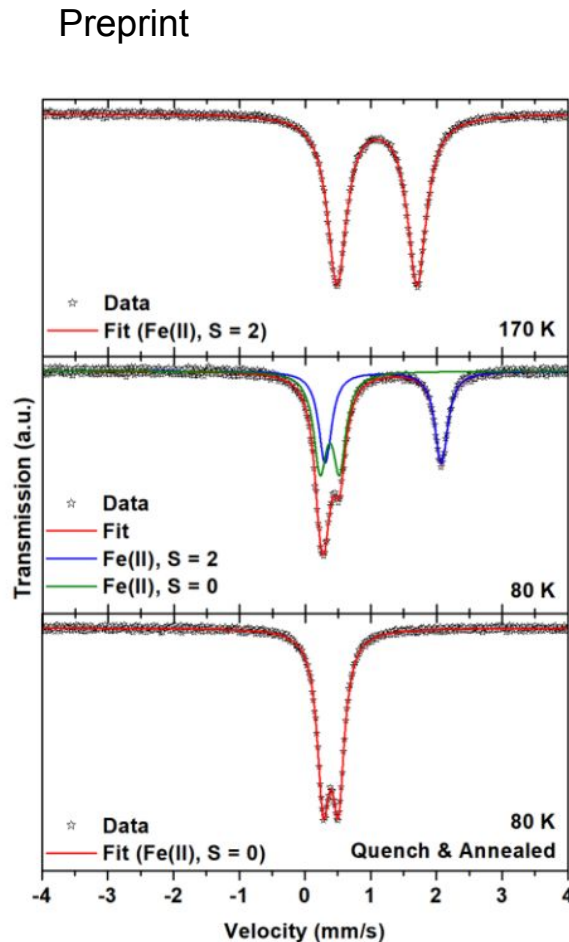 Preprint
Data
Fit (Fe(II), S = 2)
170 K
Data
Fit
Fe(II), S = 2
Fe(II), S = 0
80 K
Data
Fit (Fe(II), S = 0)
80 K
Quench & Annealed
Transmission (a.u.)
-4 -3 -2 -1 0 1 2 3 4
Velocity (mm/s)